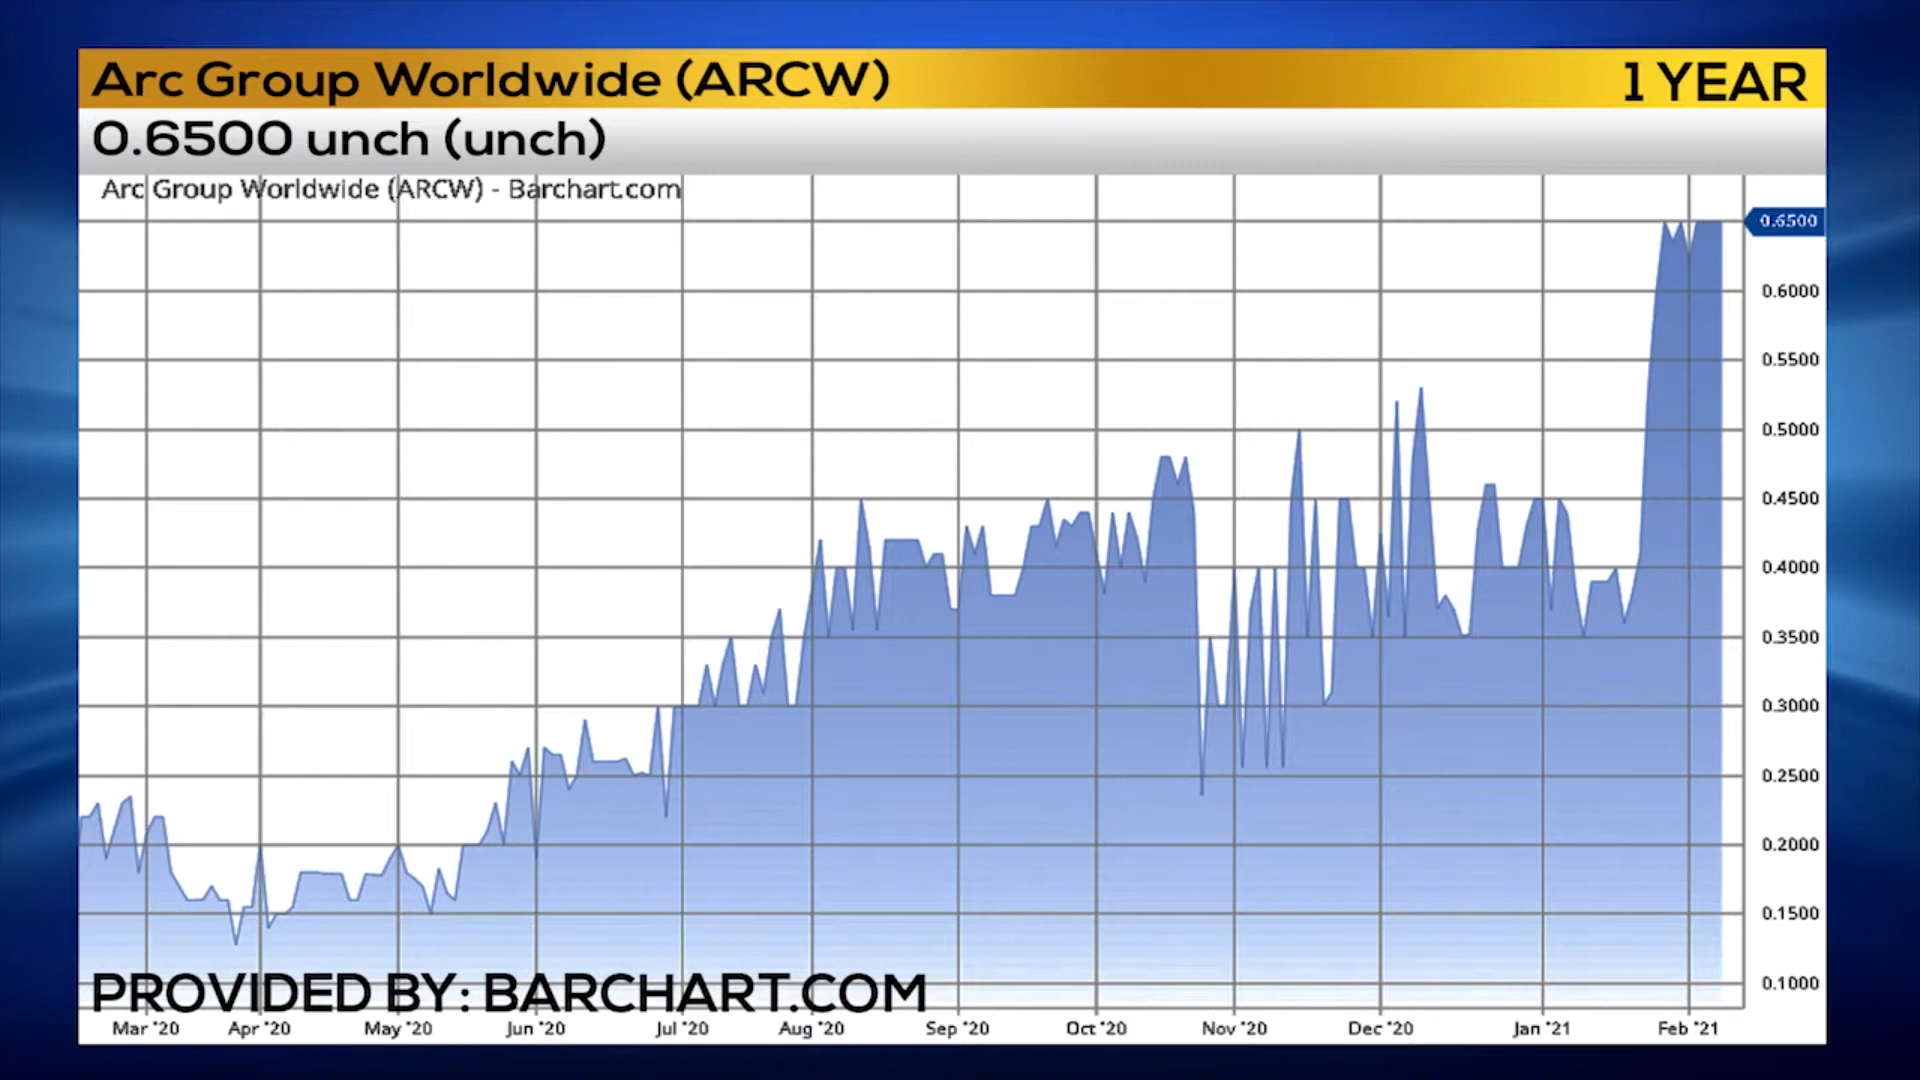 Arc Group Worldwide (ARCW) 1 YEAR
0.6500 unch (unch)
Arc Group Worldwide (ARCW) - Barchart.com
0.6500
0.6000
0.5500
0.5000
0.4500
0.4000
0.3500
0.3000
0.2500
0.2000
0.1500
0.1000
PROVIDED BY: BARCHART.COM
Mar '20 Apr '20 May '20 Jun '20 Jul '20 Aug '20 Sep '20 Oct '20 Nov '20 Dec '20 Jan '21 Feb '21